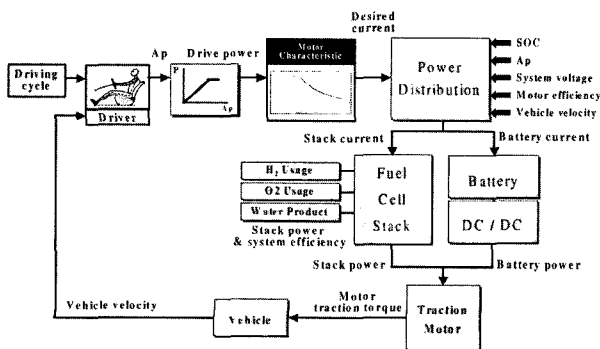 Desired
current
Ap
Drive power
Motor
Characteristic
SOC
Ap
System voltage
Motor efficiency
Vehicle velocity
Driving
cycle
P
Ap
Power
Distribution
Driver
Stack current
Battery current
H2 Usage
O2 Usage
Water Product
Fuel
Cell
Stack
Battery
DC / DC
Stack power
& system efficiency
Stack power
Battery power
Vehicle velocity
Motor
traction torque
Vehicle
Traction
Motor